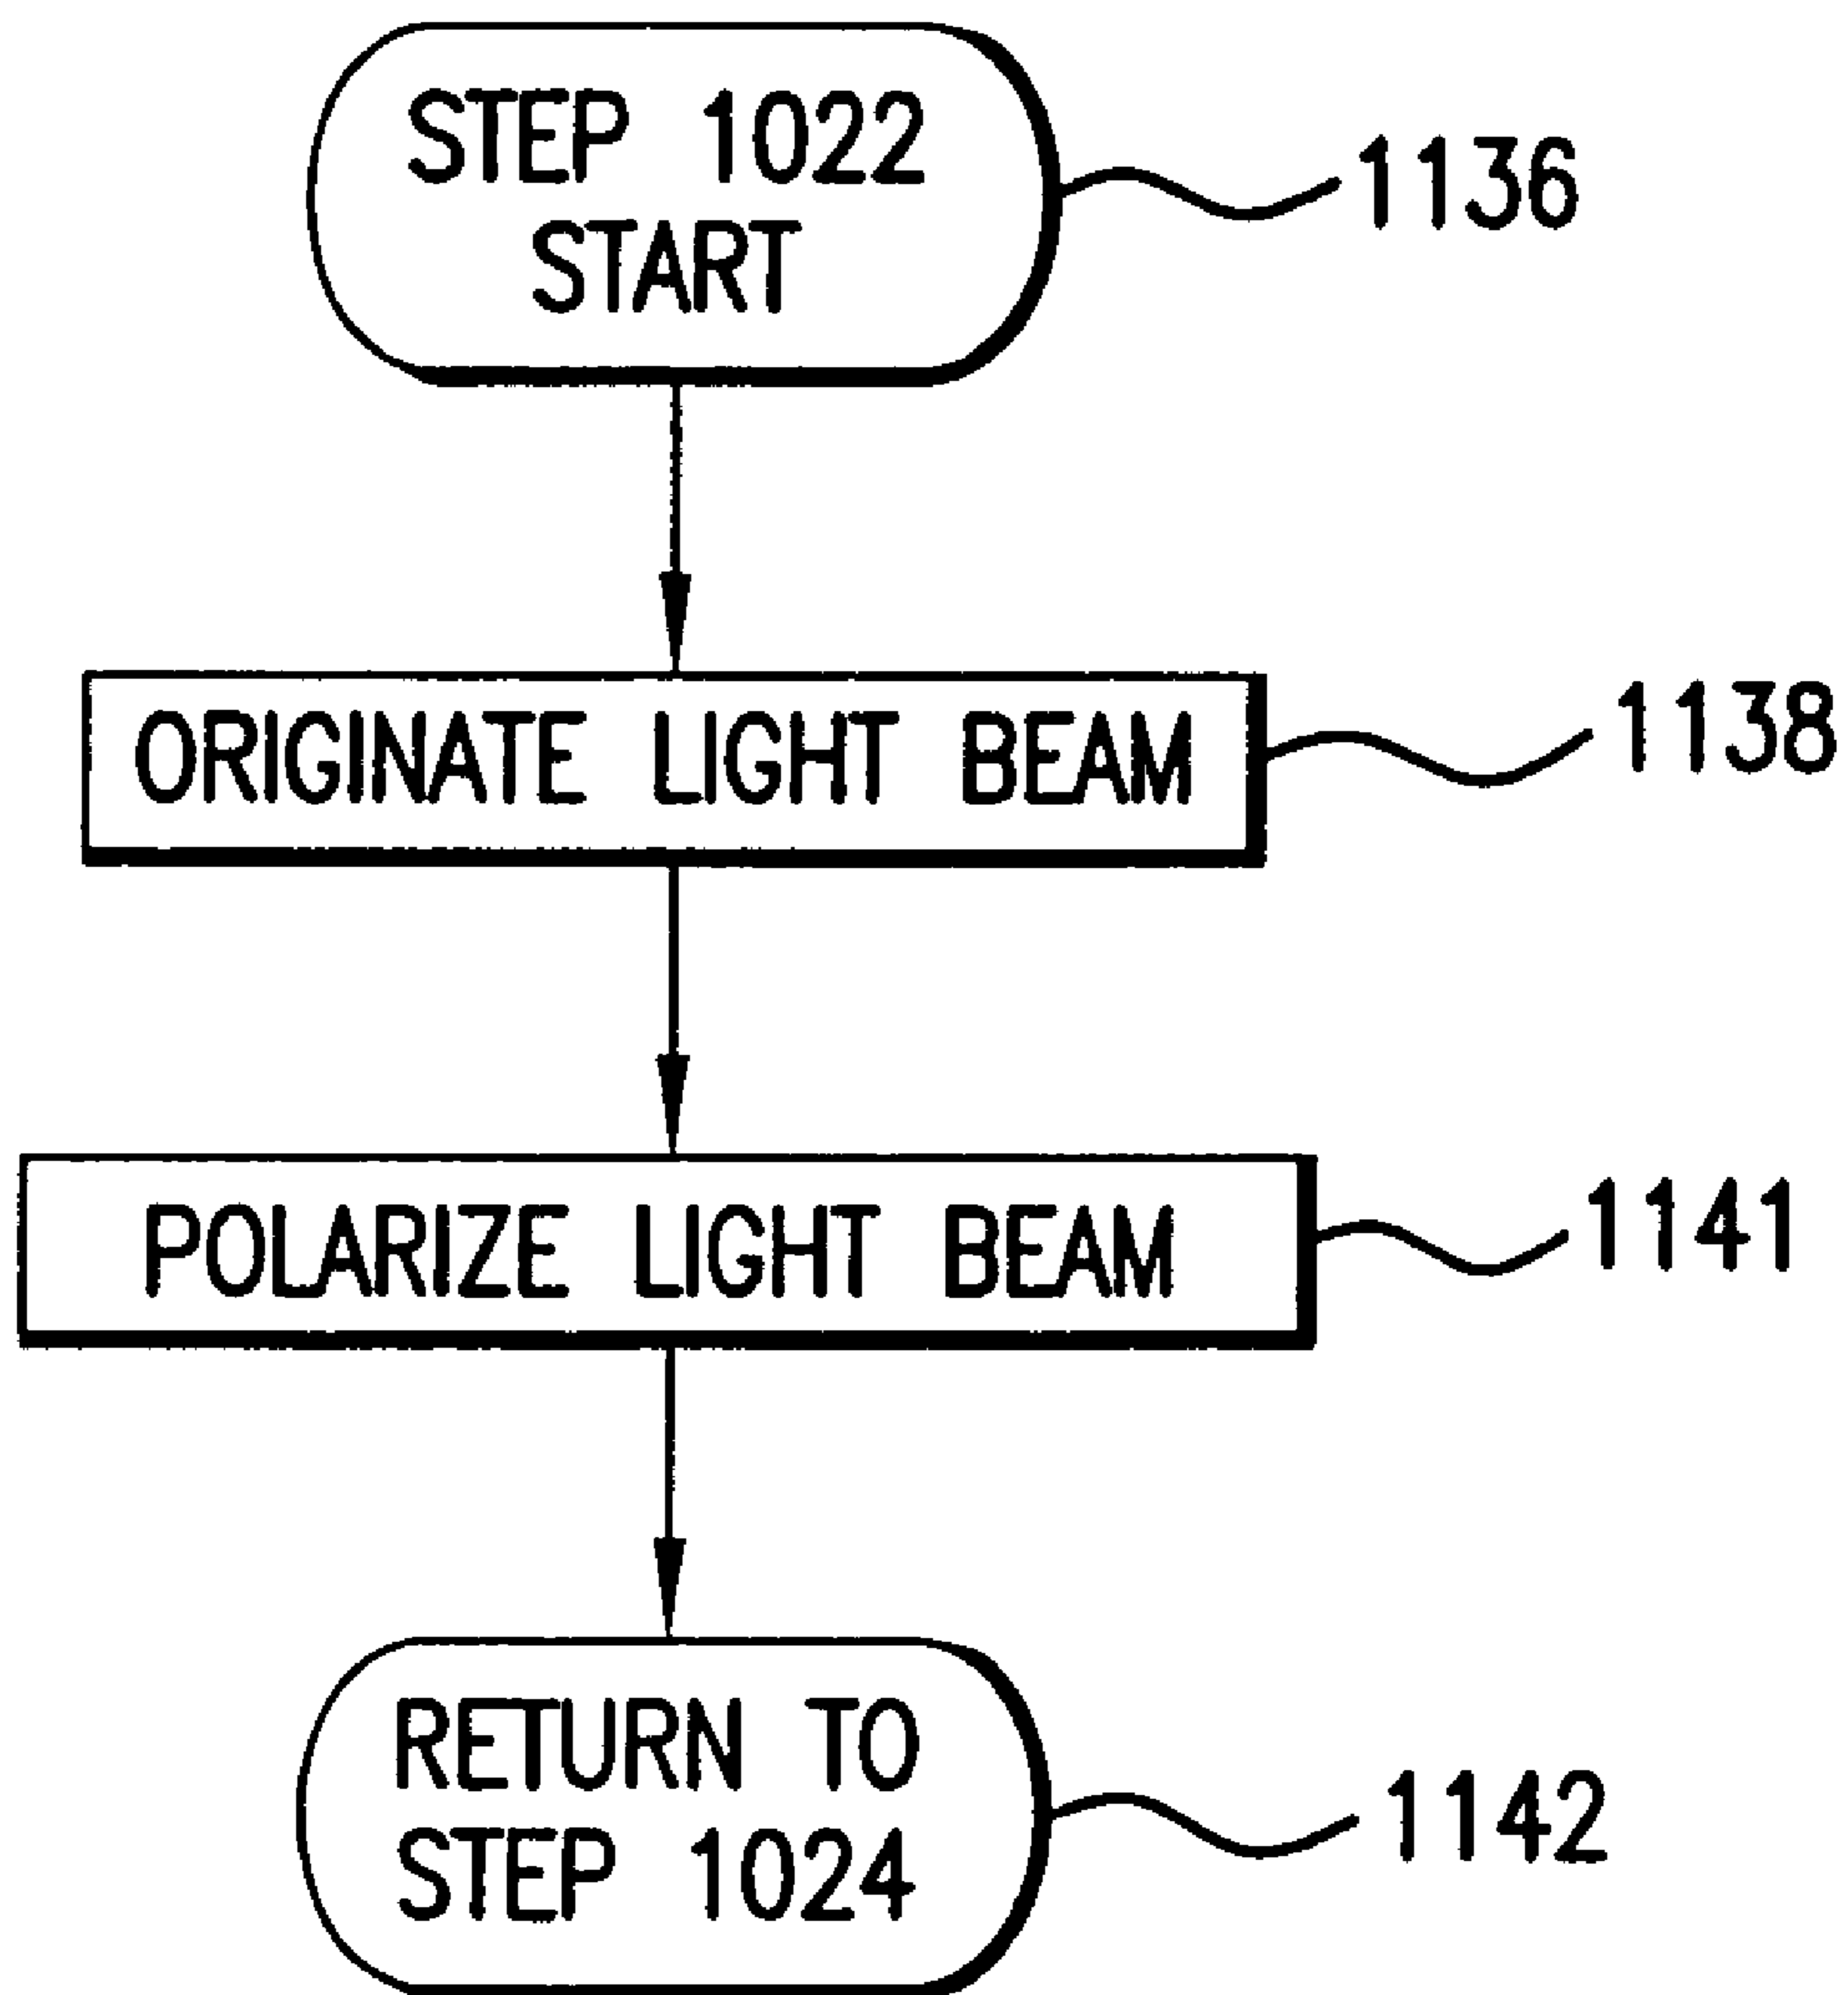 STEP 1022
START
1136
ORIGINATE LIGHT BEAM
1138
POLARIZE LIGHT BEAM
1141
RETURN TO
STEP 1024
1142